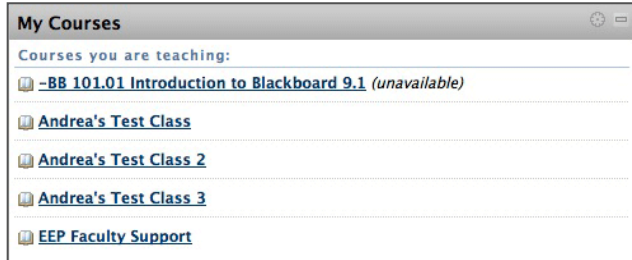 My Courses
Courses you are teaching:
–BB 101.01 Introduction to Blackboard 9.1 (unavailable)
Andrea's Test Class
Andrea's Test Class 2
Andrea's Test Class 3
EEP Faculty Support